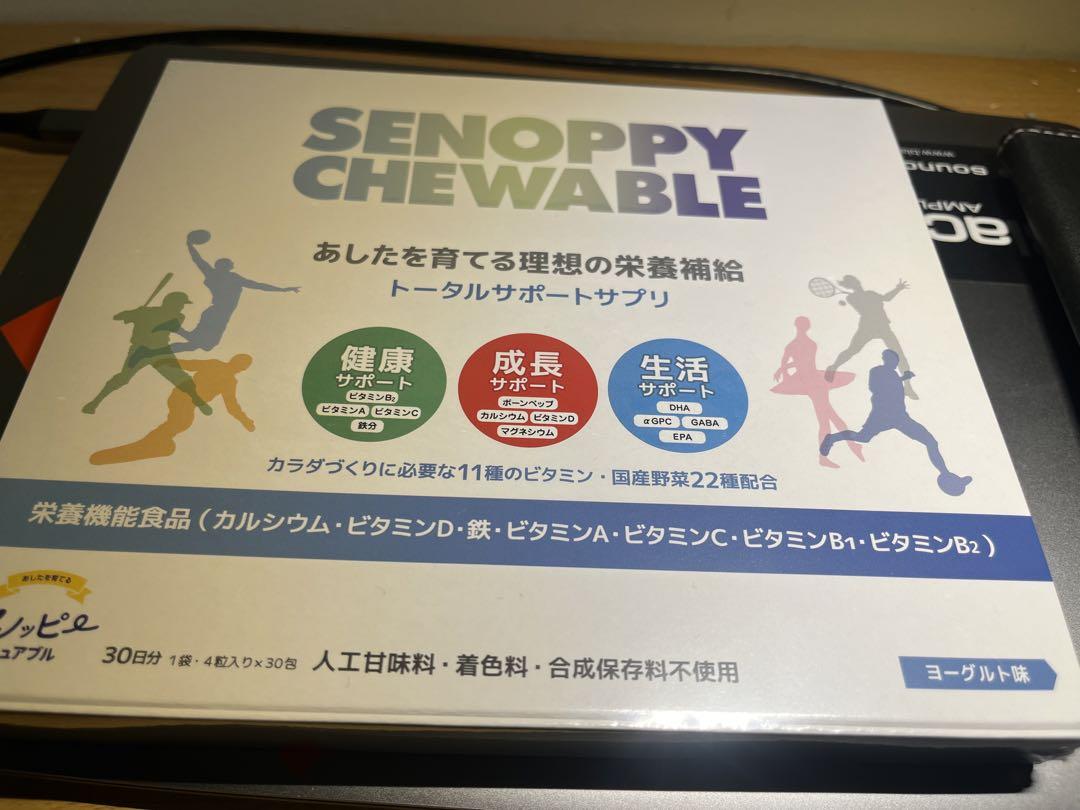 SENOPPY
CHEWABLE
あしたを育てる理想の栄養補給
トータルサポートサプリ
健康
サポート
ビタミンB2
ビタミンA ビタミンC
鉄分
成長
サポート
ボーンペップ
カルシウム ビタミンD
マグネシウム
生活
サポート
DHA
αGPC GABA
EPA
カラダづくりに必要な11種のビタミン・国産野菜22種配合
栄養機能食品(カルシウム・ビタミンD・鉄・ビタミンA・ビタミンC・ビタミンB1・ビタミンB2)
あしたを育てる
ノッピe
ュアブル
30日分 1袋・4粒入り×30包 人工甘味料・着色料・合成保存料不使用
ヨーグルト味